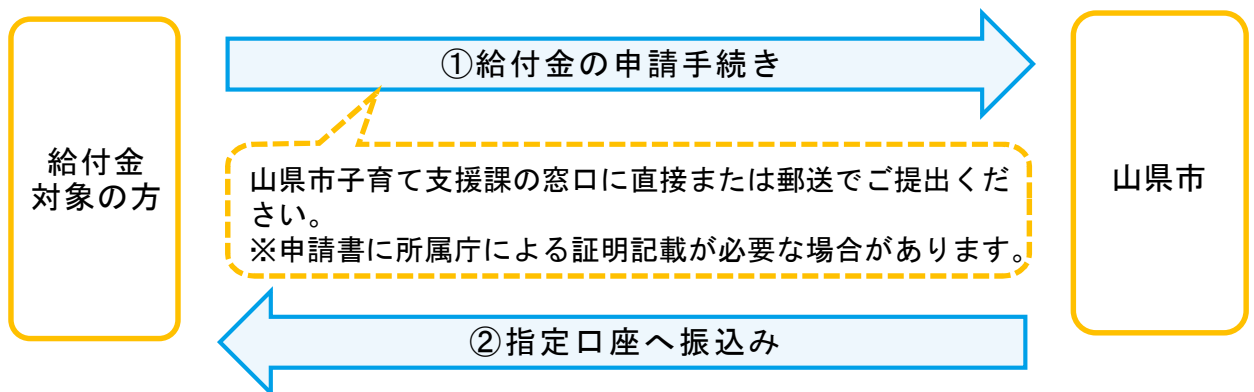 ①給付金の申請手続き
給付金
対象の方
山県市子育て支援課の窓口に直接または郵送でご提出くだ
さい。
※申請書に所属庁による証明記載が必要な場合があります。
山県市
②指定口座へ振込み